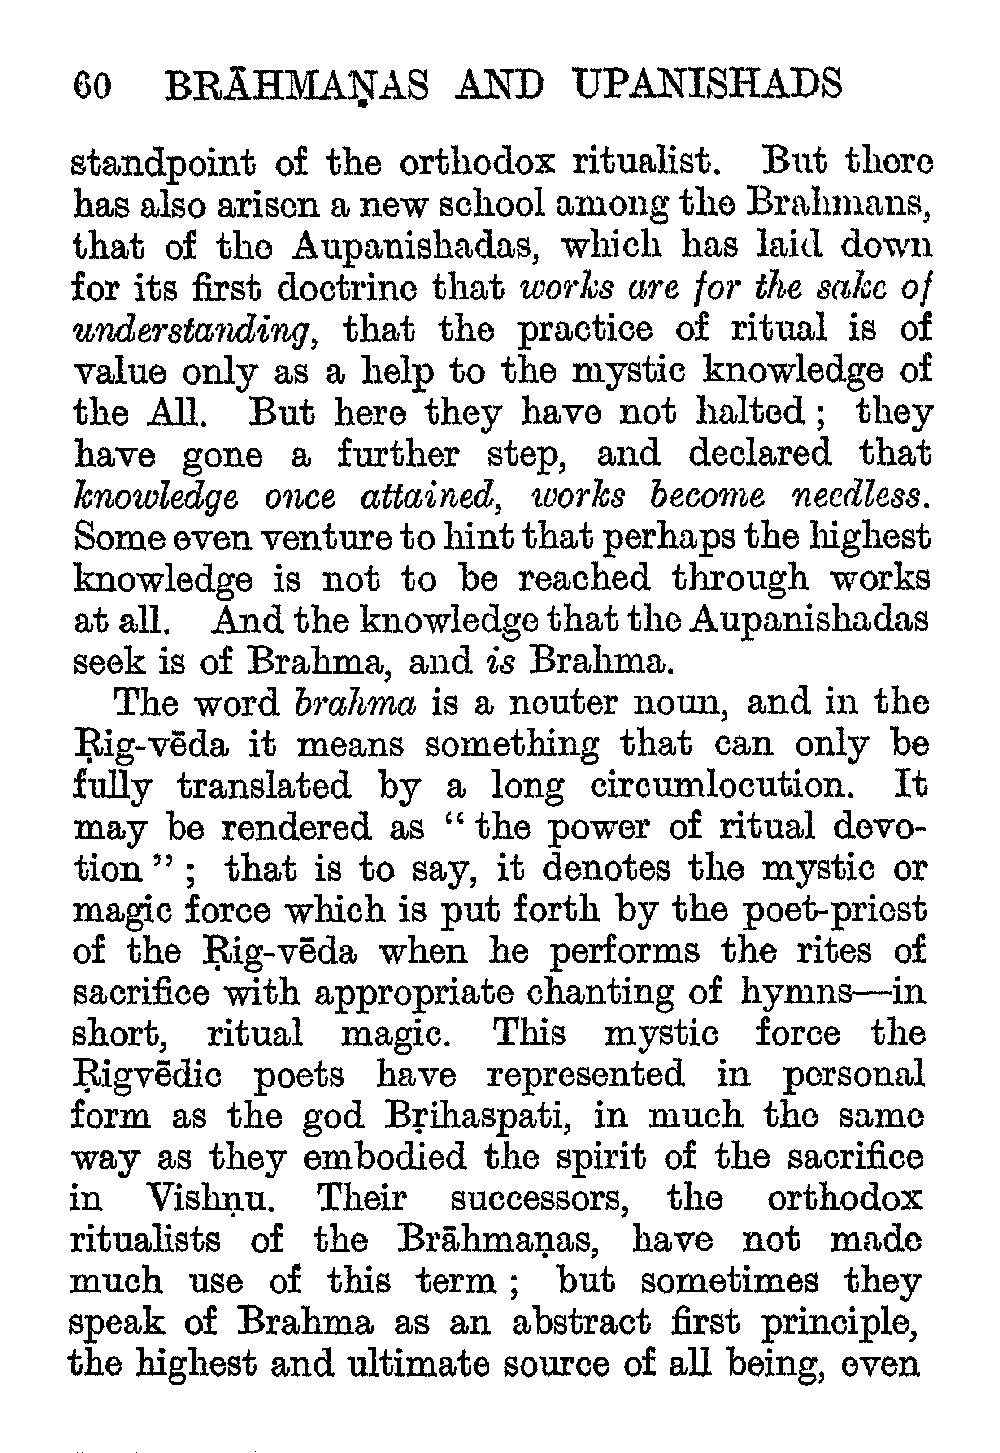 60 BRĀHMAṆAS AND UPANISHADS
standpoint of the orthodox ritualist. But there
has also arisen a new school among the Brahmans,
that of the Aupanishadas, which has laid down
for its first doctrine that works are for the sake of
understanding, that the practice of ritual is of
value only as a help to the mystic knowledge of
the All. But here they have not halted ; they
have gone a further step, and declared that
knowledge once attained, works become needless.
Some even venture to hint that perhaps the highest
knowledge is not to be reached through works
at all. And the knowledge that the Aupanishadas
seek is of Brahma, and is Brahma.
The word brahma is a neuter noun, and in the
Ṛig-vēda it means something that can only be
fully translated by a long circumlocution. It
may be rendered as “ the power of ritual devo-
tion ” ; that is to say, it denotes the mystic or
magic force which is put forth by the poet-priest
of the Ṛig-vēda when he performs the rites of
sacrifice with appropriate chanting of hymns—in
short, ritual magic. This mystic force the
Ṛigvēdic poets have represented in personal
form as the god Bṛihaspati, in much the same
way as they embodied the spirit of the sacrifice
in Vishṇu. Their successors, the orthodox
ritualists of the Brāhmaṇas, have not made
much use of this term ; but sometimes they
speak of Brahma as an abstract first principle,
the highest and ultimate source of all being, even